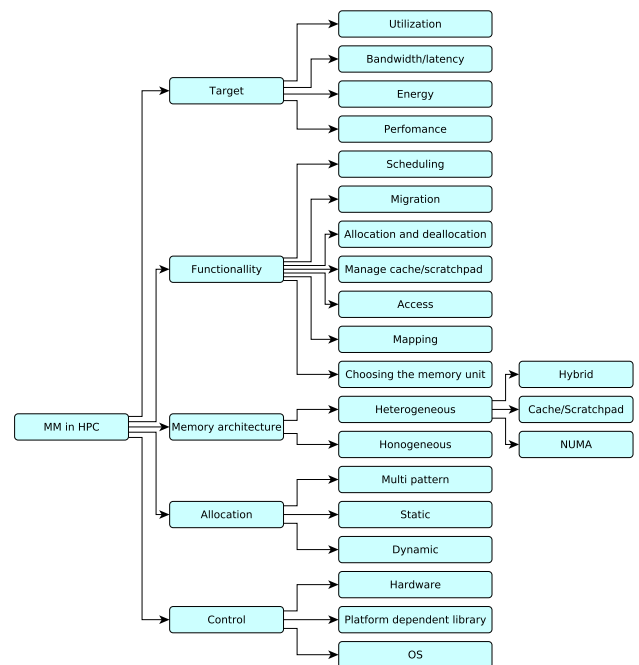 MM in HPC
Target
Utilization
Bandwidth/latency
Energy
Perfomance
Functionallity
Scheduling
Migration
Allocation and deallocation
Manage cache/scratchpad
Access
Mapping
Choosing the memory unit
Memory architecture
Heterogeneous
Hybrid
Cache/Scratchpad
NUMA
Honogeneous
Allocation
Multi pattern
Static
Dynamic
Control
Hardware
Platform dependent library
OS